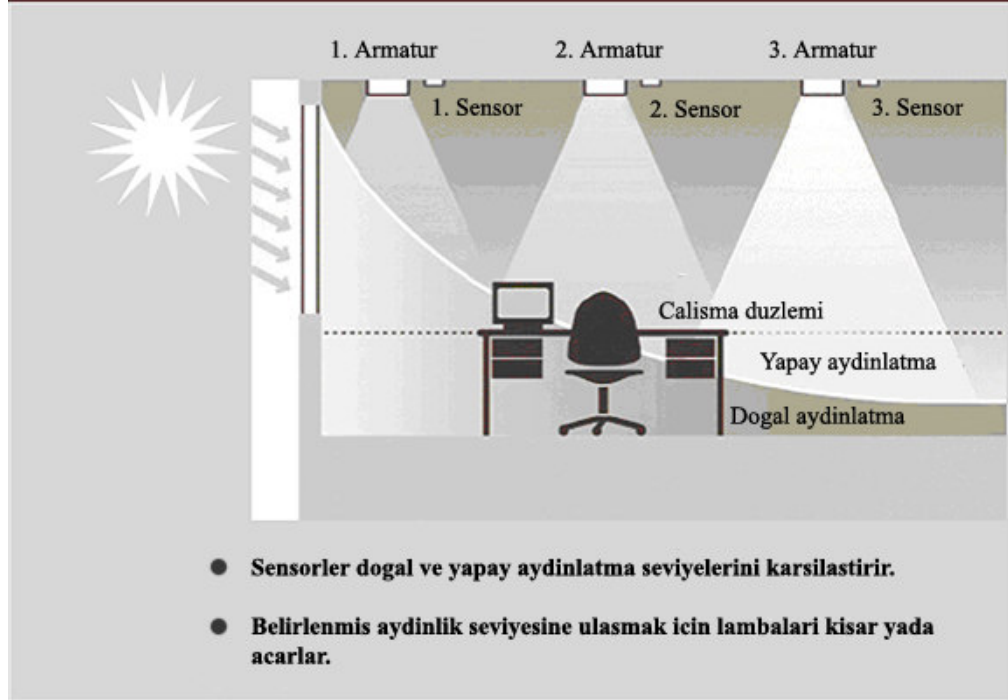 1. Armatur
2. Armatur
3. Armatur
1. Sensor
2. Sensor
3. Sensor
Calisma duzlemi
Yapay aydinlatma
Dogal aydinlatma
Sensorler dogal ve yapay aydinlatma seviyelerini karsilastirir.
Belirlenmis aydinlik seviyesine ulasmak icin lambalari kisar yada
acarlar.